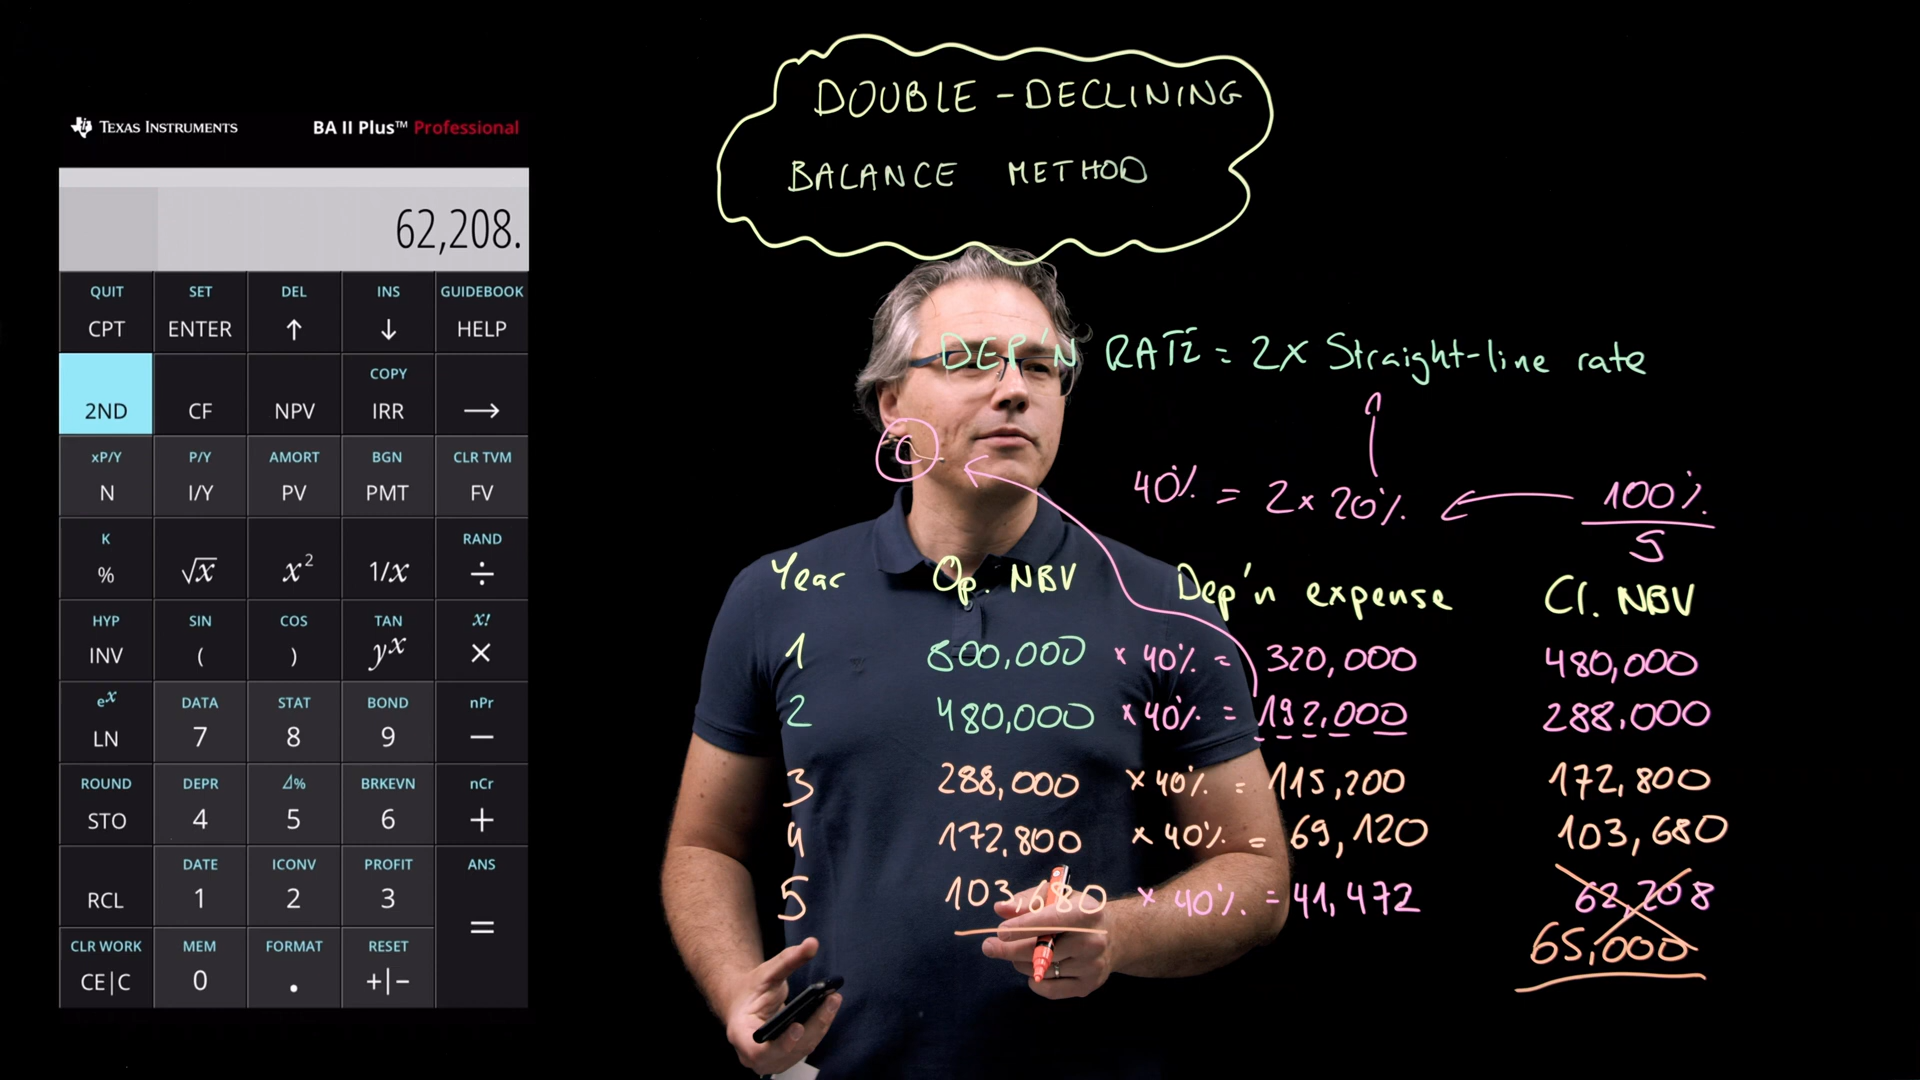 TEXAS INSTRUMENTS BA II Plus™ Professional
62,208.
QUIT SET DEL INS GUIDEBOOK
CPT ENTER ↑ ↓ HELP
COPY
2ND CF NPV IRR →
xP/Y P/Y AMORT BGN CLR TVM
N I/Y PV PMT FV
K RAND
% √x x² 1/x ÷
HYP SIN COS TAN x!
INV ( ) yˣ ×
eˣ DATA STAT BOND nPr
LN 7 8 9 −
ROUND DEPR Δ% BRKEVN nCr
STO 4 5 6 +
DATE ICONV PROFIT ANS
RCL 1 2 3 =
CLR WORK MEM FORMAT RESET
CE|C 0 . +|−
DOUBLE-DECLINING
BALANCE METHOD
DEP'N RATE = 2x Straight-line rate
40% = 2 x 20% ← 100%
5
C
Year Op. NBV Dep'n expense Cl. NBV
1 800,000 x 40% = 320,000 480,000
2 480,000 x 40% = 192,000 288,000
3 288,000 x 40% = 115,200 172,800
4 172,800 x 40% = 69,120 103,680
5 103,680 x 40% = 41,472 62,208
65,000